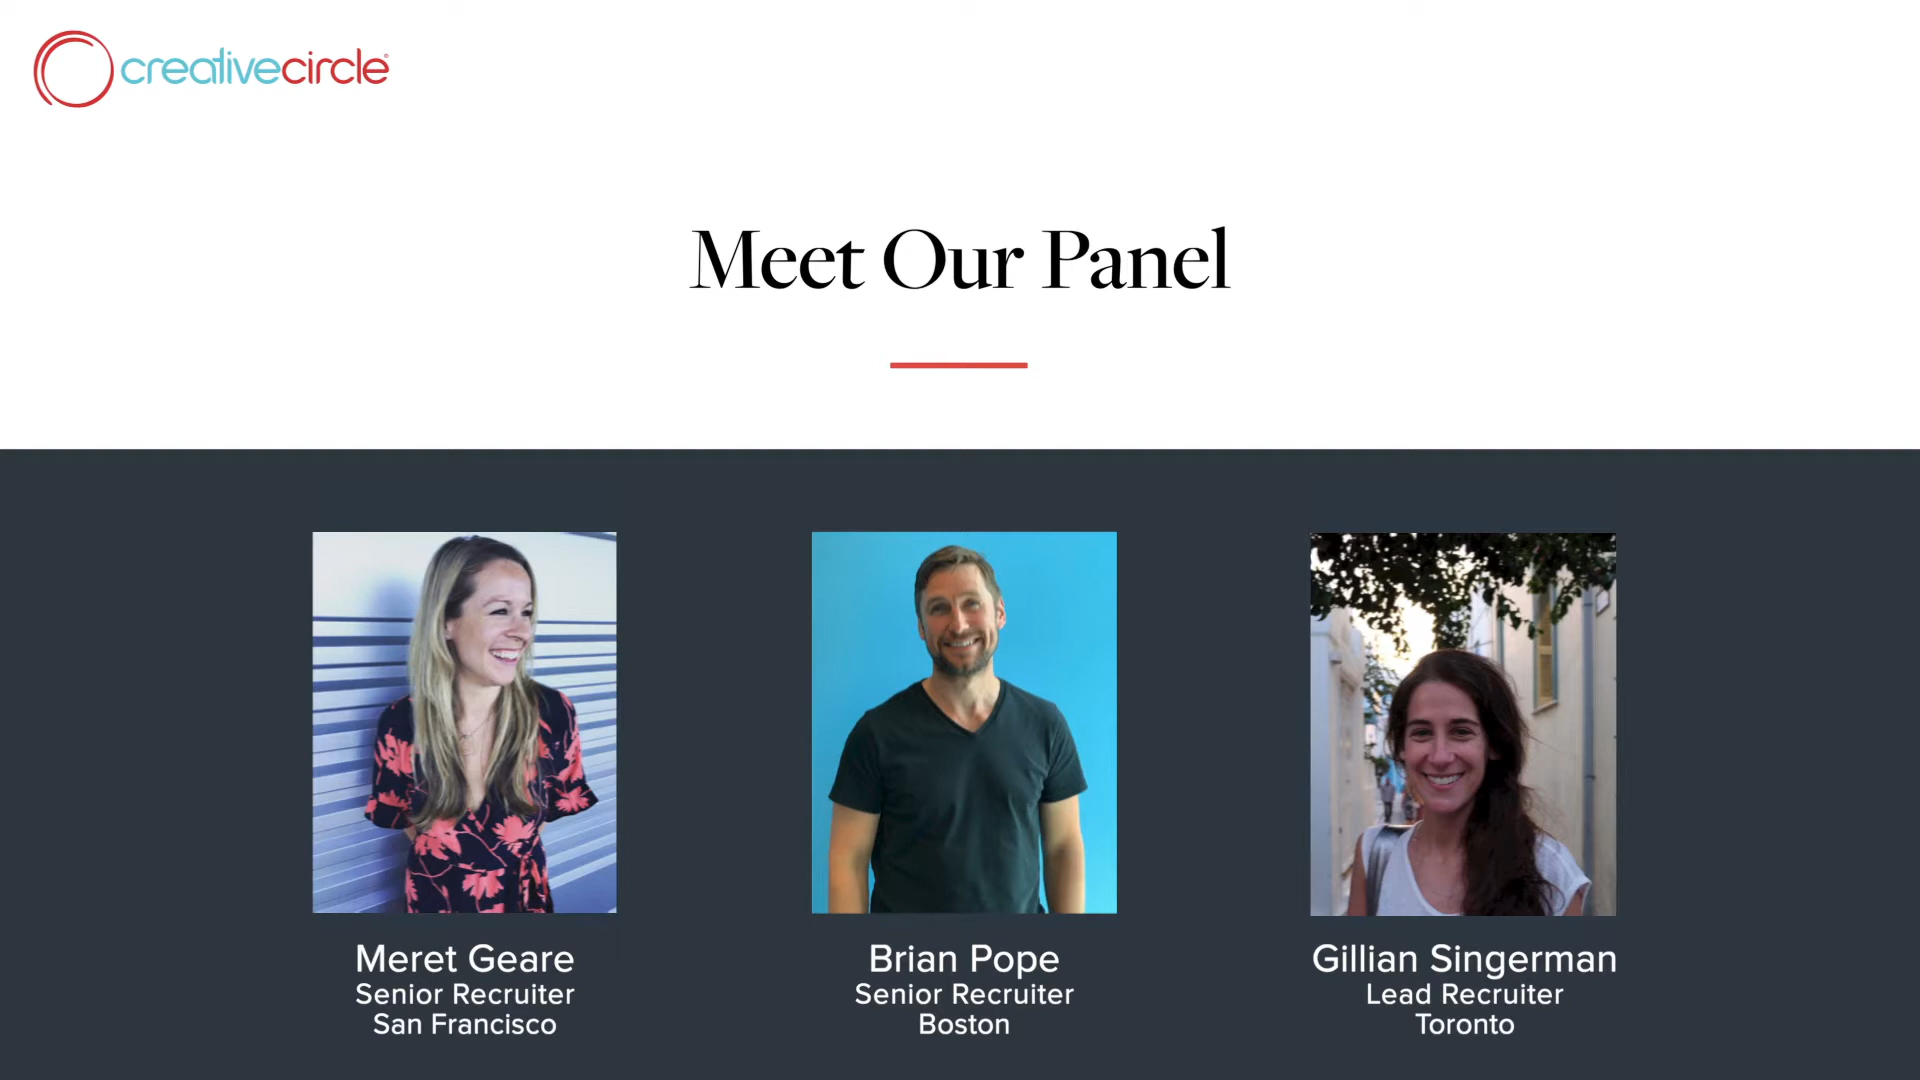 creativecircle®
Meet Our Panel
Meret Geare
Senior Recruiter
San Francisco
Brian Pope
Senior Recruiter
Boston
Gillian Singerman
Lead Recruiter
Toronto